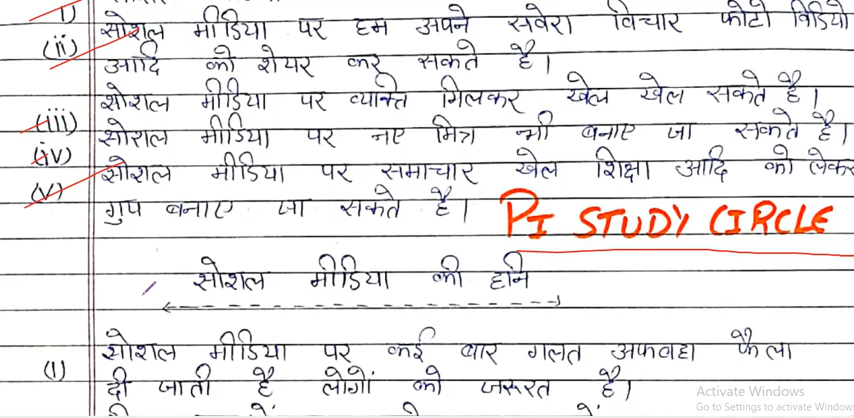 i) सोशल मीडिया पर हम अपने सवेरा विचार फोटो विडियो
(ii) आदि को शेयर कर सकते है।
सोशल मीडिया पर व्यक्ति मिलकर खेल खेल सकते है।
(iii) सोशल मीडिया पर नए मित्र भी बनाए जा सकते है।
(iv) सोशल मीडिया पर समाचार खेल शिक्षा आदि को लेकर
(v) गुप बनाए जा सकते है।
PI STUDY CIRCLE
सोशल मीडिया की हानि
(1) सोशल मीडिया पर कई बार गलत अफवहा फैला
दी जाती है लोगों को जरूरत है।
Activate Windows
Go to Settings to activate Windows